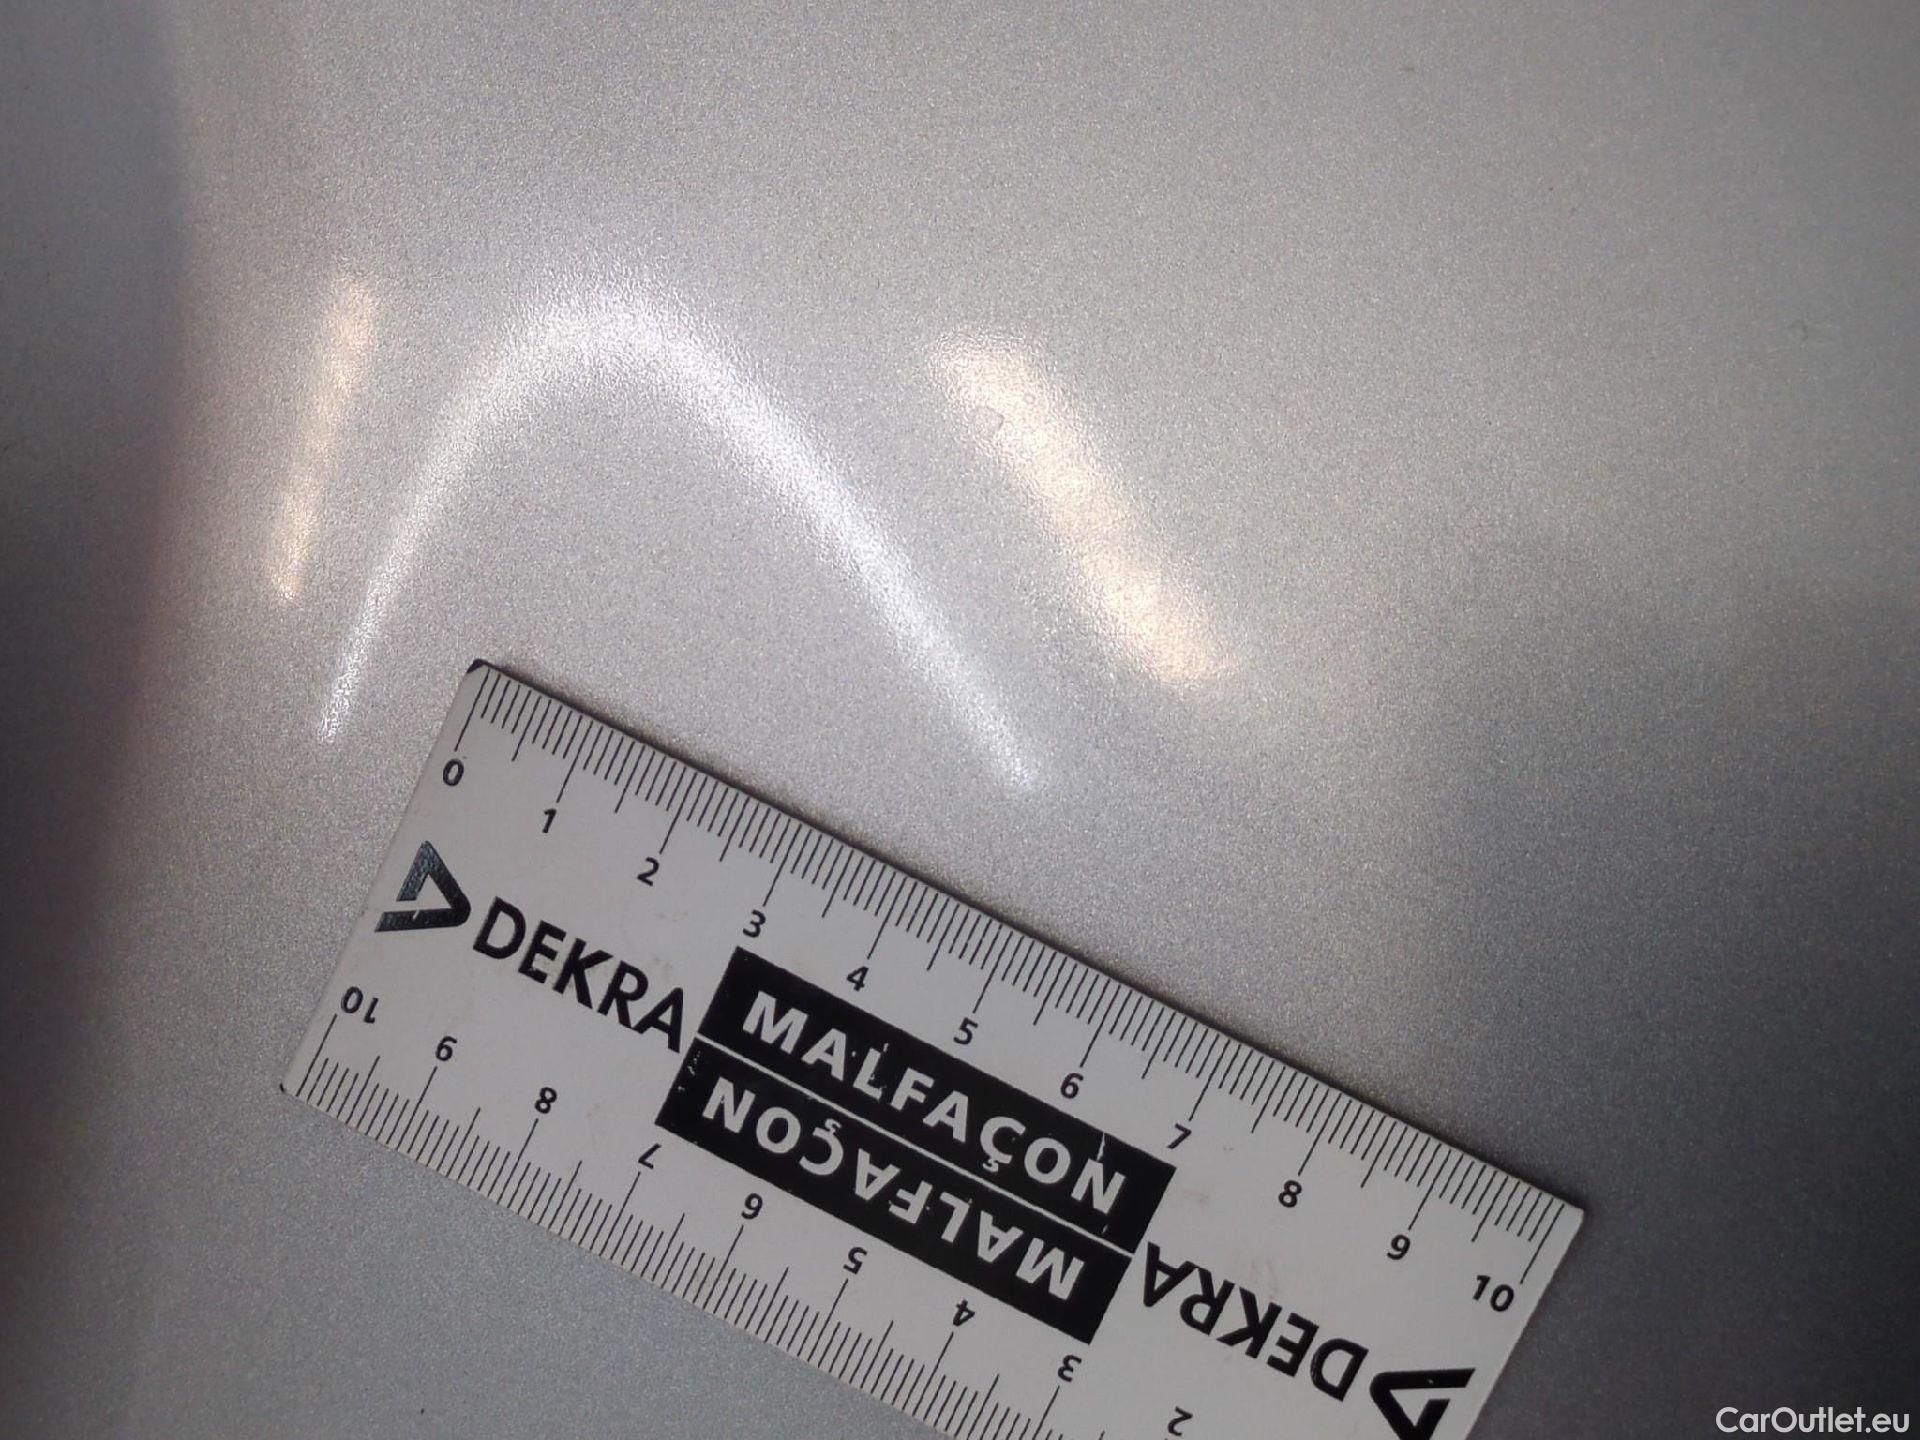 0 1 2 3 4 5 6 7 8 9 10
DEKRA MALFAÇON
MALFAÇON DEKRA
10 9 8 7 6 5 4 3 2
CarOutlet.eu